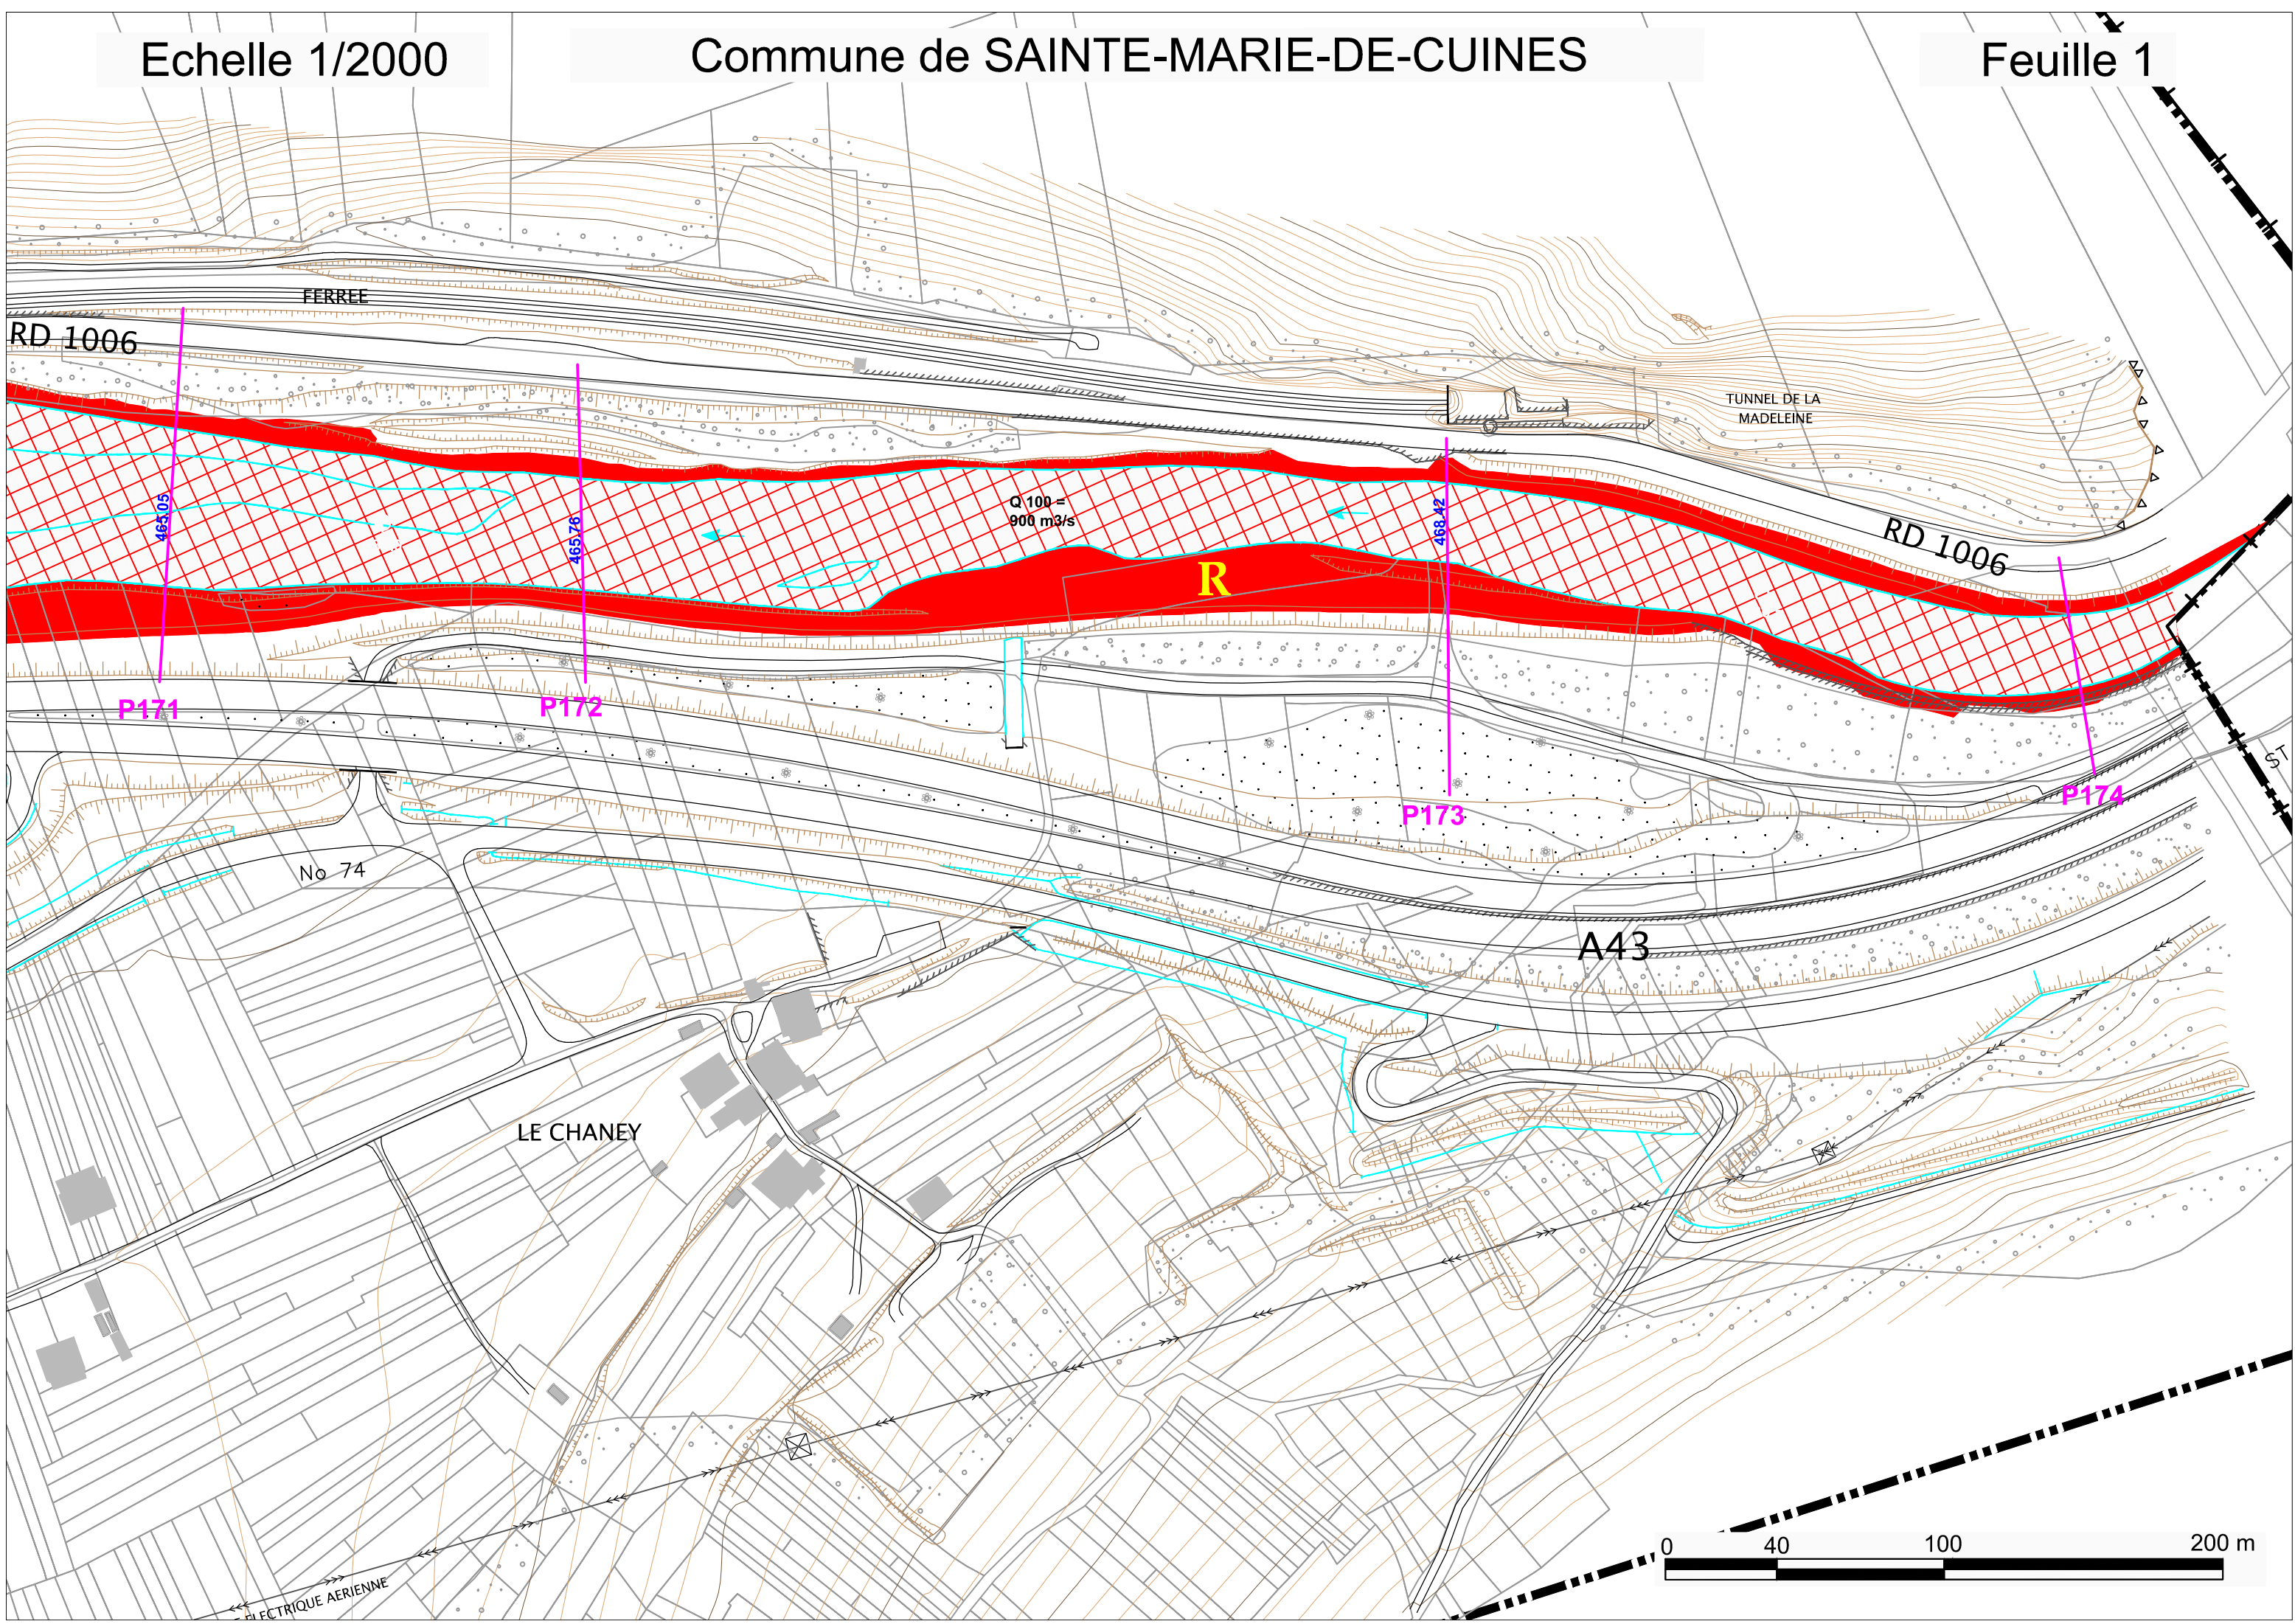 Echelle 1/2000
Commune de SAINTE-MARIE-DE-CUINES
Feuille 1
FERREE
RD 1006
TUNNEL DE LA
MADELEINE
465.05
465.76
Q 100 =
900 m3/s
468.42
RD 1006
R
P171
P172
P173
P174
ST
No 74
A43
LE CHANEY
ELECTRIQUE AERIENNE
0 40 100 200 m